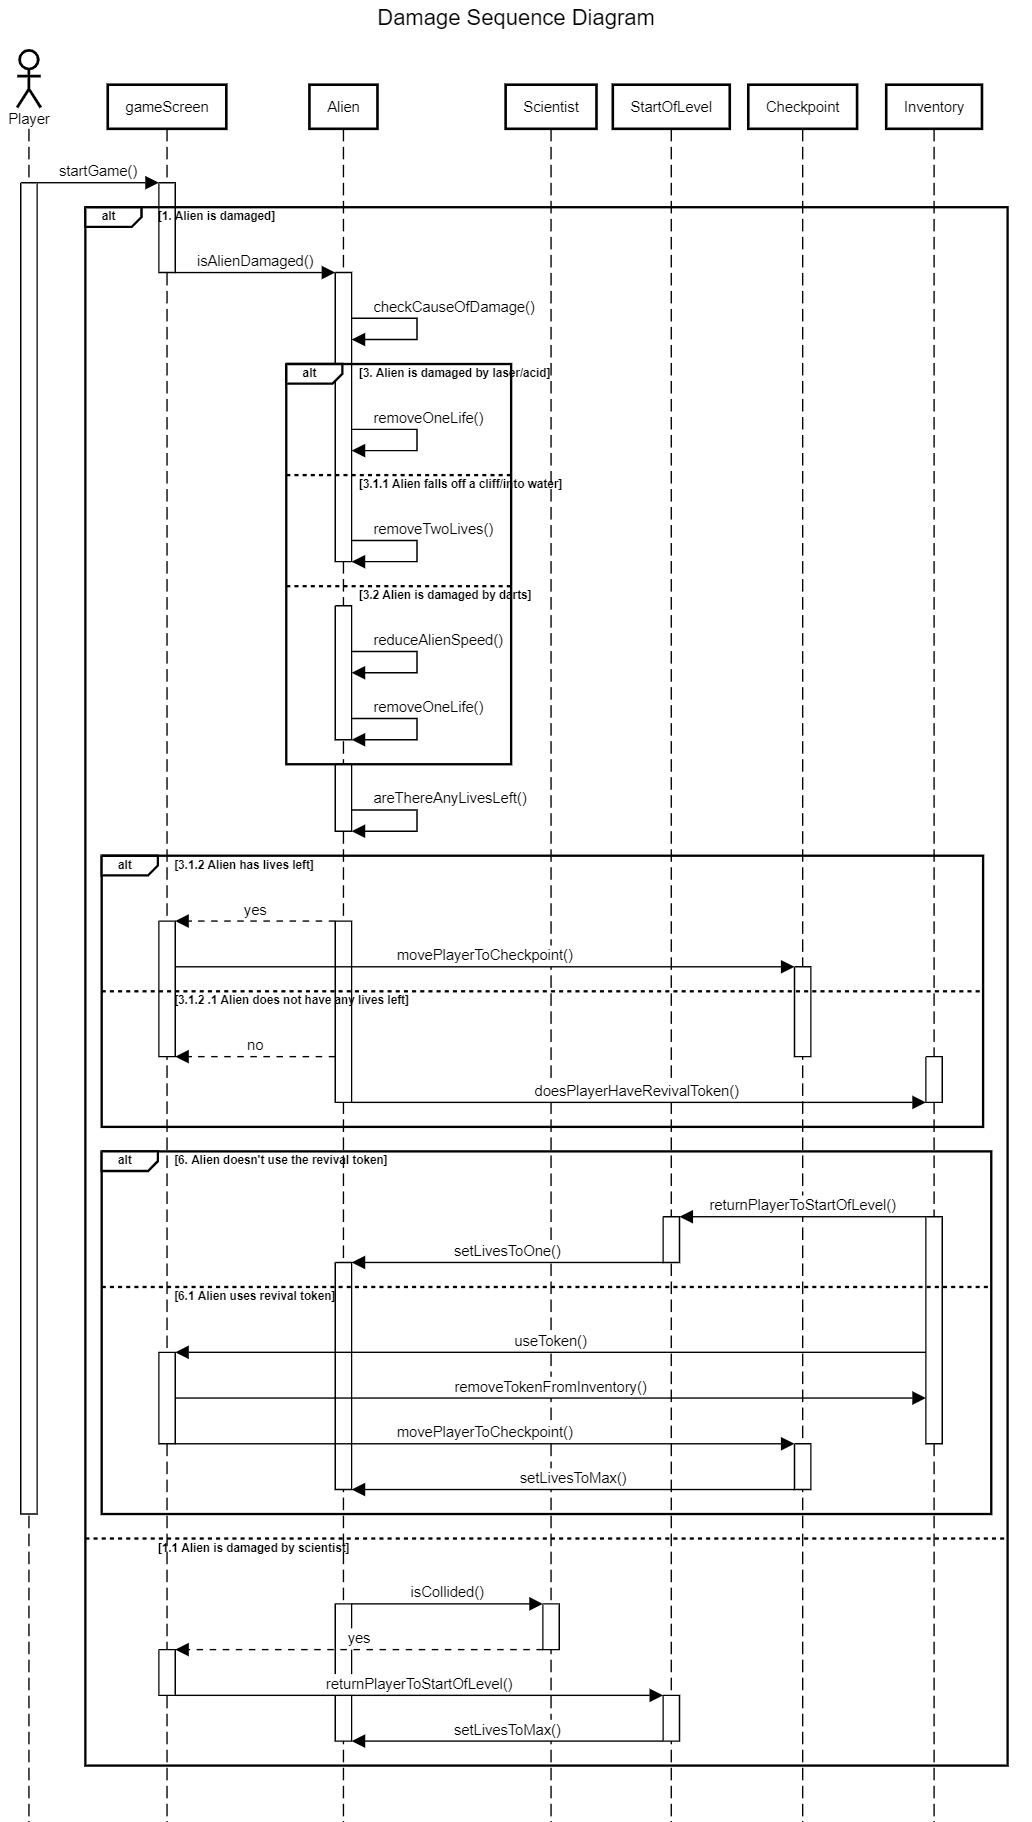 Damage Sequence Diagram
Player
gameScreen
Alien
Scientist
StartOfLevel
Checkpoint
Inventory
startGame()
alt
[1. Alien is damaged]
isAlienDamaged()
checkCauseOfDamage()
alt
[3. Alien is damaged by laser/acid]
removeOneLife()
[3.1.1 Alien falls off a cliff/into water]
removeTwoLives()
[3.2 Alien is damaged by darts]
reduceAlienSpeed()
removeOneLife()
areThereAnyLivesLeft()
alt
[3.1.2 Alien has lives left]
yes
movePlayerToCheckpoint()
[3.1.2 .1 Alien does not have any lives left]
no
doesPlayerHaveRevivalToken()
alt
[6. Alien doesn't use the revival token]
returnPlayerToStartOfLevel()
setLivesToOne()
[6.1 Alien uses revival token]
useToken()
removeTokenFromInventory()
movePlayerToCheckpoint()
setLivesToMax()
[1.1 Alien is damaged by scientist]
isCollided()
yes
returnPlayerToStartOfLevel()
setLivesToMax()